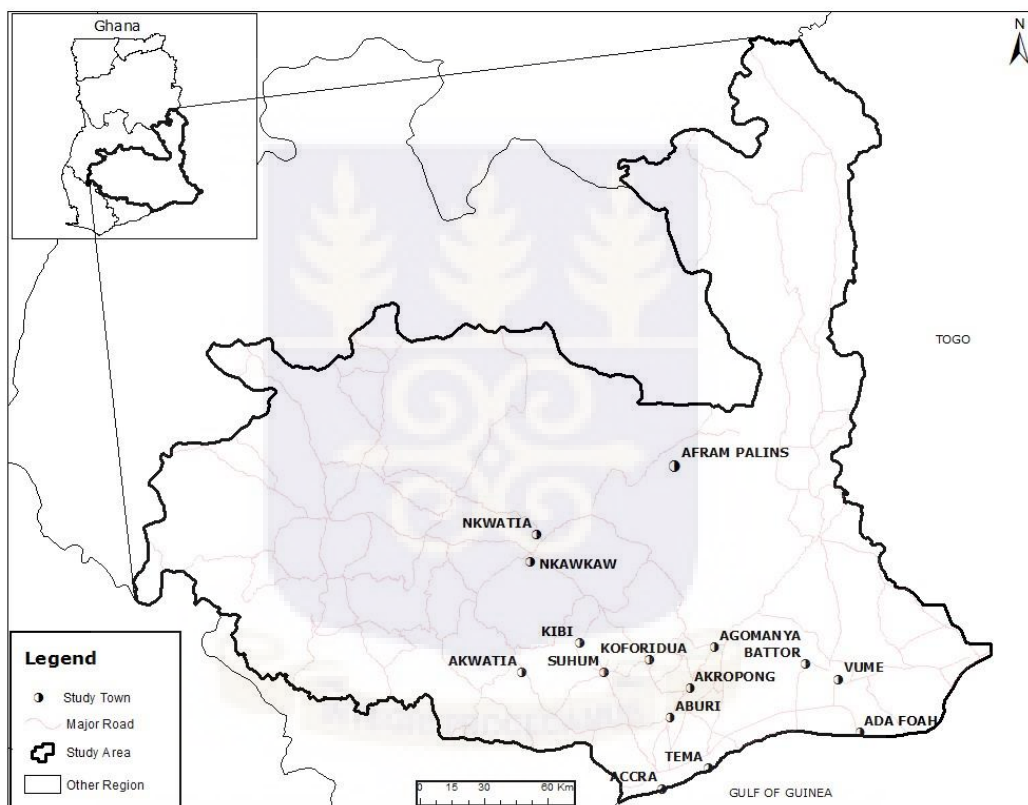 Ghana
N
TOGO
AFRAM PALINS
NKWATIA
NKAWKAW
KIBI
AGOMANYA
KOFORIDUA
BATTOR
AKWATIA
SUHUM
VUME
AKROPONG
ABURI
ADA FOAH
TEMA
ACCRA
GULF OF GUINEA
Legend
Study Town
Major Road
Study Area
Other Region
0 15 30 60 KM